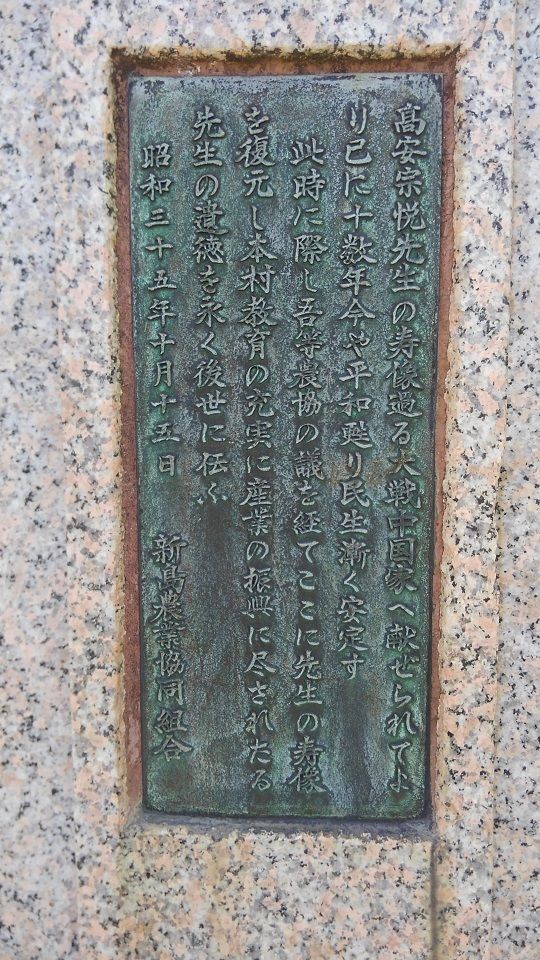 髙安宗悦先生の寿像過る大戦中国家へ献せられてよ
り已に十数年今や平和甦り民生漸く安定す
此時に際し吾等農協の議を経てここに先生の寿像
を復元し本村教育の充実に産業の振興に尽されたる
先生の遺徳を永く後世に伝ふ
昭和三十五年十月十五日 新島農業協同組合